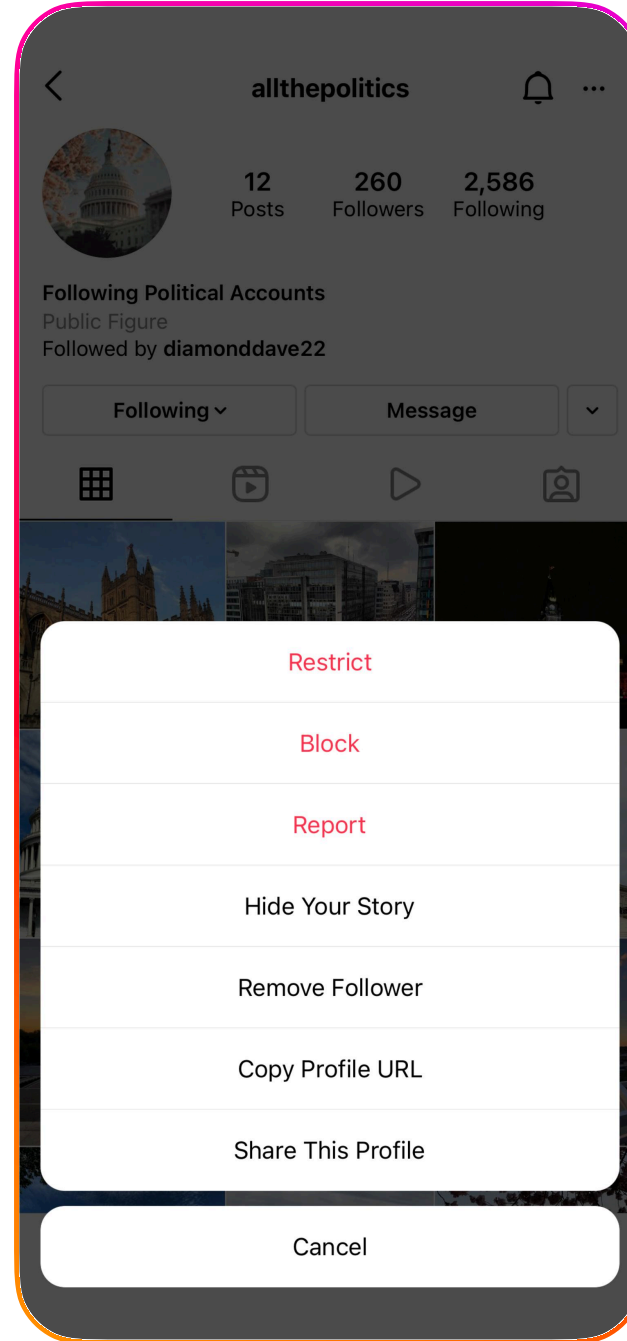 allthepolitics
12 260 2,586
Posts Followers Following
Following Political Accounts
Public Figure
Followed by diamonddave22
Following Message
Restrict
Block
Report
Hide Your Story
Remove Follower
Copy Profile URL
Share This Profile
Cancel